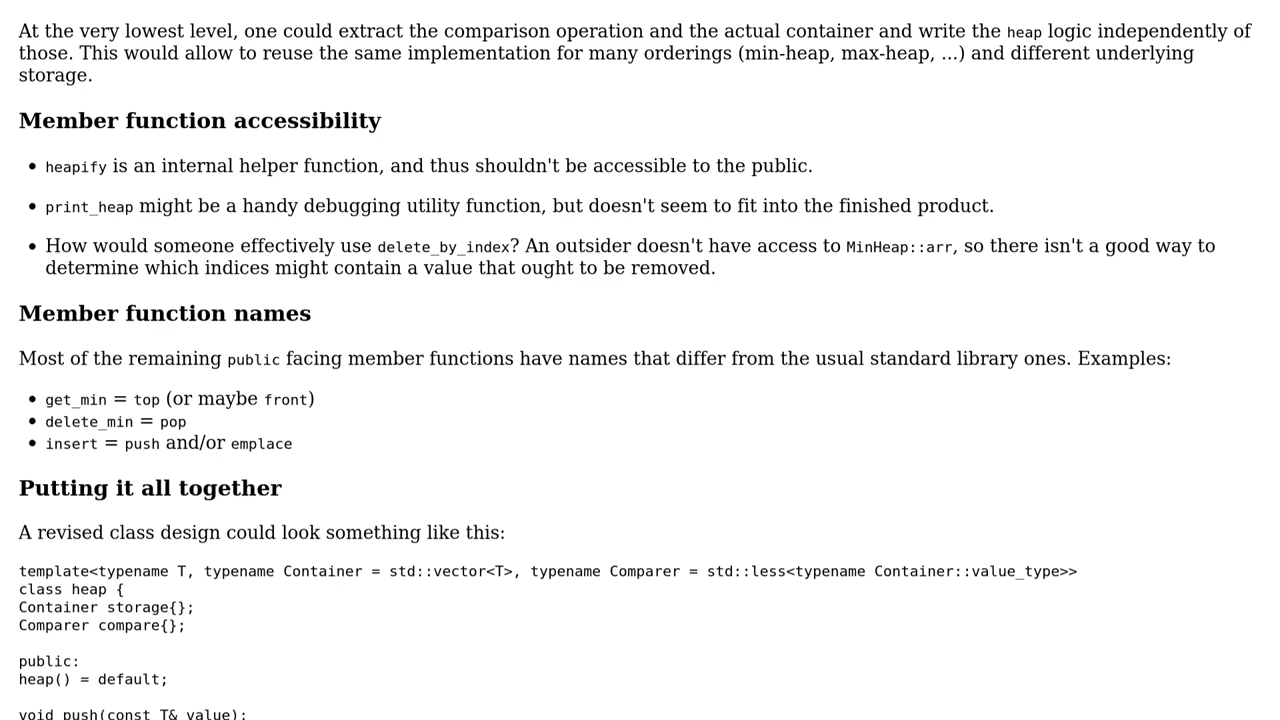 At the very lowest level, one could extract the comparison operation and the actual container and write the heap logic independently of
those. This would allow to reuse the same implementation for many orderings (min-heap, max-heap, ...) and different underlying
storage.
Member function accessibility
• heapify is an internal helper function, and thus shouldn't be accessible to the public.
• print_heap might be a handy debugging utility function, but doesn't seem to fit into the finished product.
• How would someone effectively use delete_by_index? An outsider doesn't have access to MinHeap::arr, so there isn't a good way to
determine which indices might contain a value that ought to be removed.
Member function names
Most of the remaining public facing member functions have names that differ from the usual standard library ones. Examples:
• get_min = top (or maybe front)
• delete_min = pop
• insert = push and/or emplace
Putting it all together
A revised class design could look something like this:
template<typename T, typename Container = std::vector<T>, typename Comparer = std::less<typename Container::value_type>>
class heap {
Container storage{};
Comparer compare{};
public:
heap() = default;
void push(const T& value);